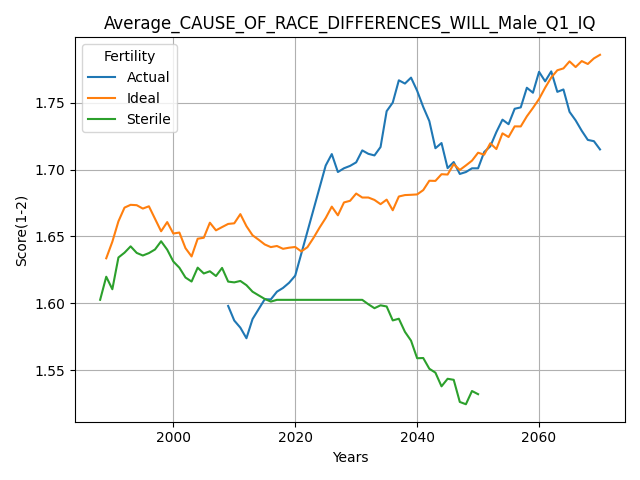 Average_CAUSE_OF_RACE_DIFFERENCES_WILL_Male_Q1_IQ
Fertility
Actual
Ideal
Sterile
Score(1-2)
1.75
1.70
1.65
1.60
1.55
2000
2020
2040
2060
Years